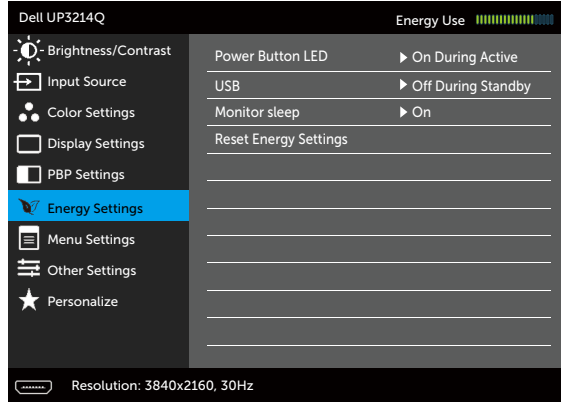 Dell UP3214Q
Energy Use
Brightness/Contrast
Input Source
Color Settings
Display Settings
PBP Settings
Energy Settings
Menu Settings
Other Settings
Personalize
Power Button LED
On During Active
USB
Off During Standby
Monitor sleep
On
Reset Energy Settings
Resolution: 3840x2160, 30Hz